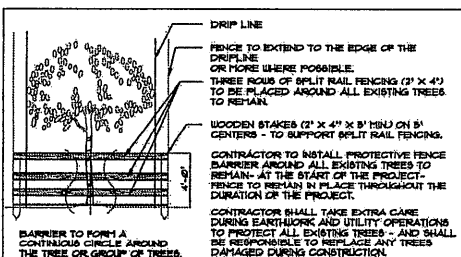 DRIP LINE
FENCE TO EXTEND TO THE EDGE OF THE
DRIPLINE
OR MORE WHERE POSSIBLE.
THREE ROWS OF SPLIT RAIL FENCING (2' X 4')
TO BE PLACED AROUND ALL EXISTING TREES
TO REMAIN.
WOODEN STAKES (2" X 4" X 5' MIN.) ON 5'
CENTERS - TO SUPPORT SPLIT RAIL FENCING.
CONTRACTOR TO INSTALL PROTECTIVE FENCE
BARRIER AROUND ALL EXISTING TREES TO
REMAIN- AT THE START OF THE PROJECT-
FENCE TO REMAIN IN PLACE THROUGHOUT THE
DURATION OF THE PROJECT.
CONTRACTOR SHALL TAKE EXTRA CARE
DURING EARTHWORK AND UTILITY OPERATIONS
TO PROTECT ALL EXISTING TREES - AND SHALL
BE RESPONSIBLE TO REPLACE ANY TREES
DAMAGED DURING CONSTRUCTION.
4'-0"
BARRIER TO FORM A
CONTINUOUS CIRCLE AROUND
THE TREE OR GROUP OF TREES.